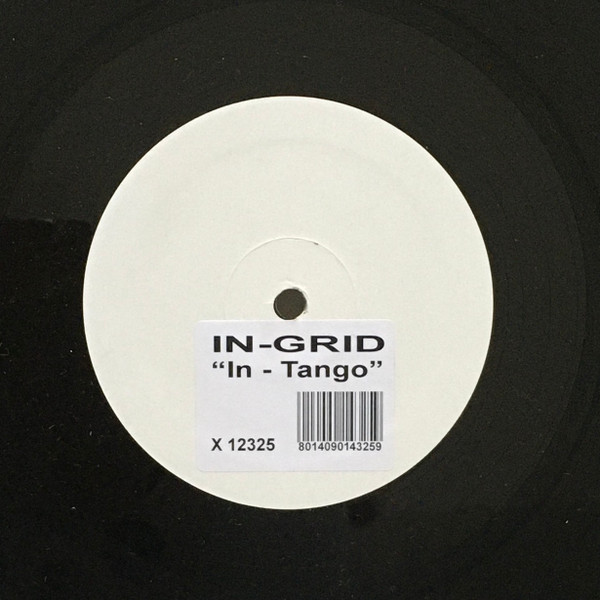 IN-GRID
“In - Tango”
X 12325
8014090143259